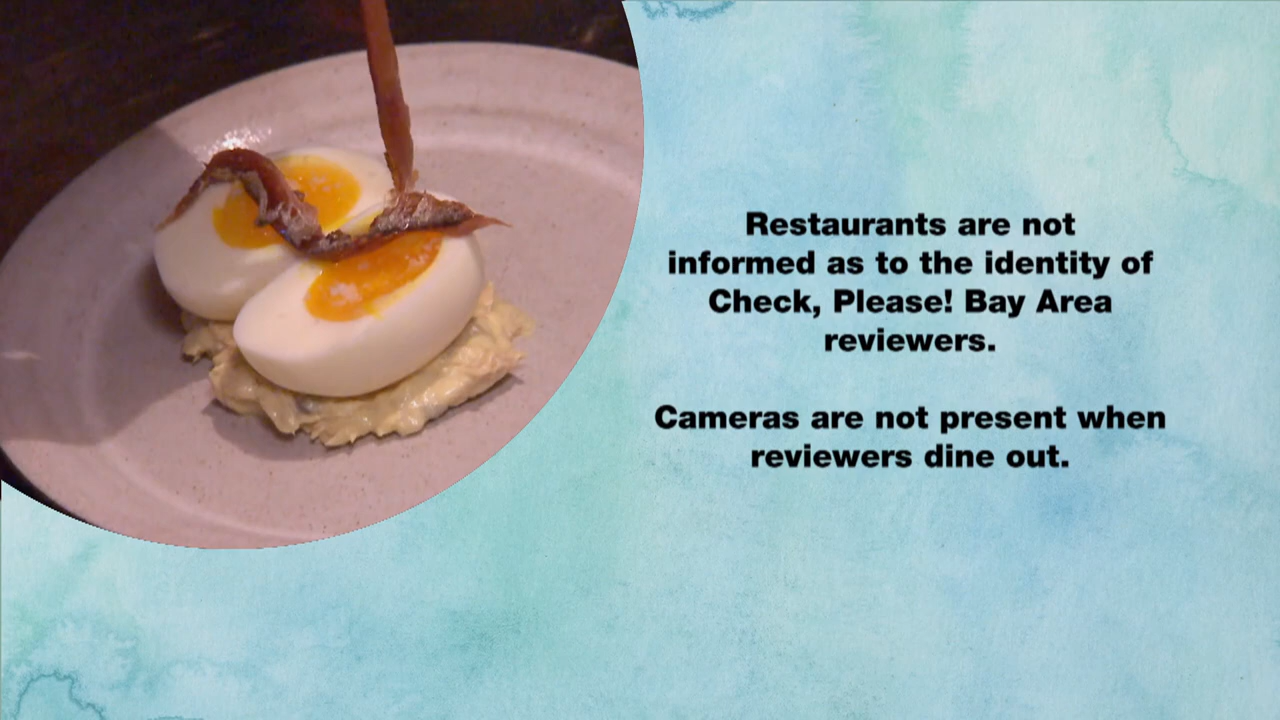 Restaurants are not
informed as to the identity of
Check, Please! Bay Area
reviewers.
Cameras are not present when
reviewers dine out.